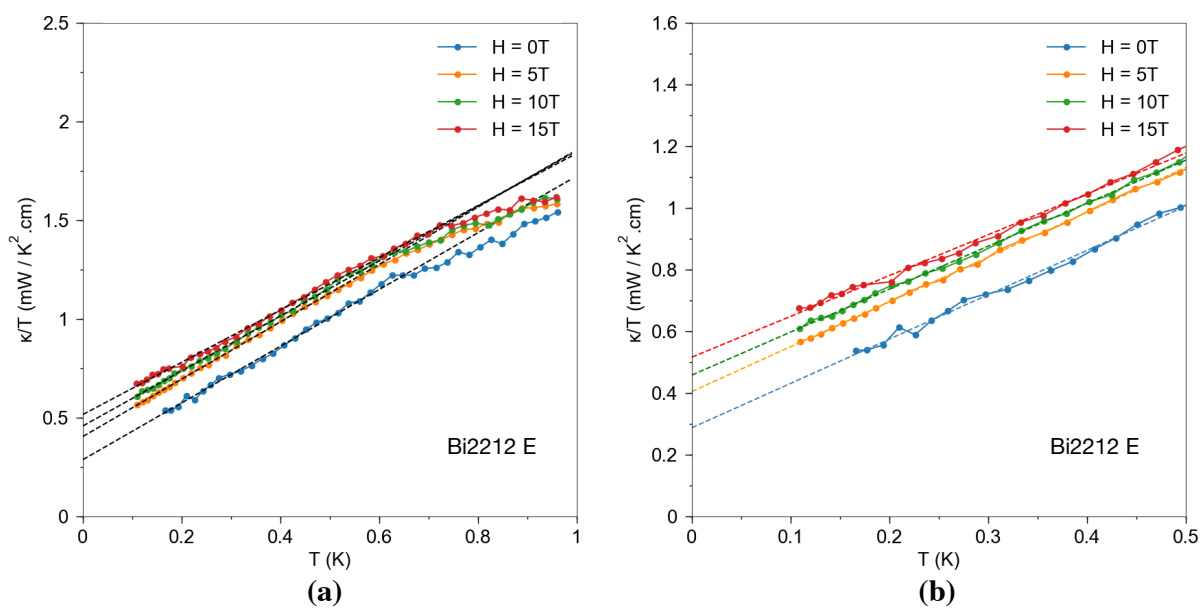 2.5
2
1.5
1
0.5
0
0
0.2
0.4
0.6
0.8
1
κ/T (mW / K² .cm)
T (K)
H = 0T
H = 5T
H = 10T
H = 15T
Bi2212 E
(a)
1.6
1.4
1.2
1
0.8
0.6
0.4
0.2
0
0
0.1
0.2
0.3
0.4
0.5
κ/T (mW / K² .cm)
T (K)
H = 0T
H = 5T
H = 10T
H = 15T
Bi2212 E
(b)